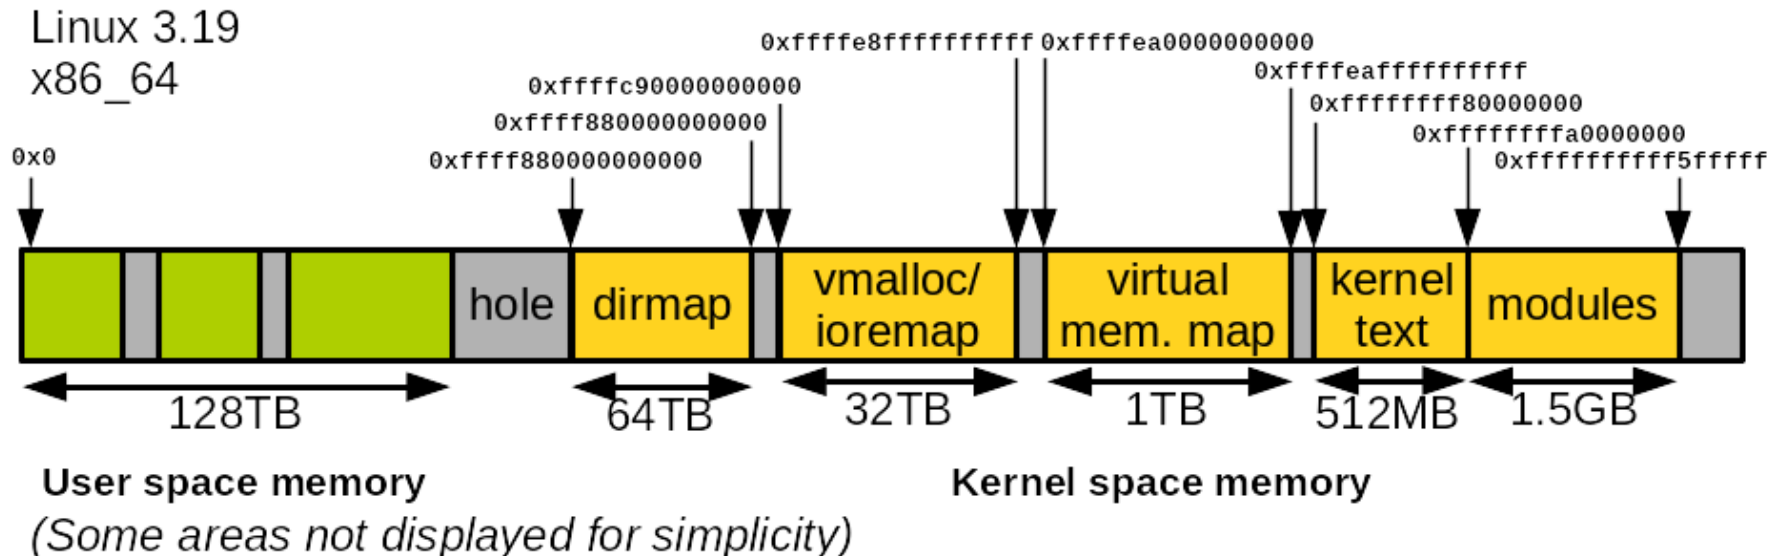 Linux 3.19
x86_64
0xffffe8ffffffffff 0xffffea0000000000
0xffffeaffffffffff
0xffffc90000000000
0xffffffff80000000
0xffff880000000000
0xffffffffa0000000
0x0
0xffff880000000000
0xffffffffff5fffff
hole
dirmap
vmalloc/
ioremap
virtual
mem. map
kernel
text
modules
128TB
64TB
32TB
1TB
512MB
1.5GB
User space memory
Kernel space memory
(Some areas not displayed for simplicity)